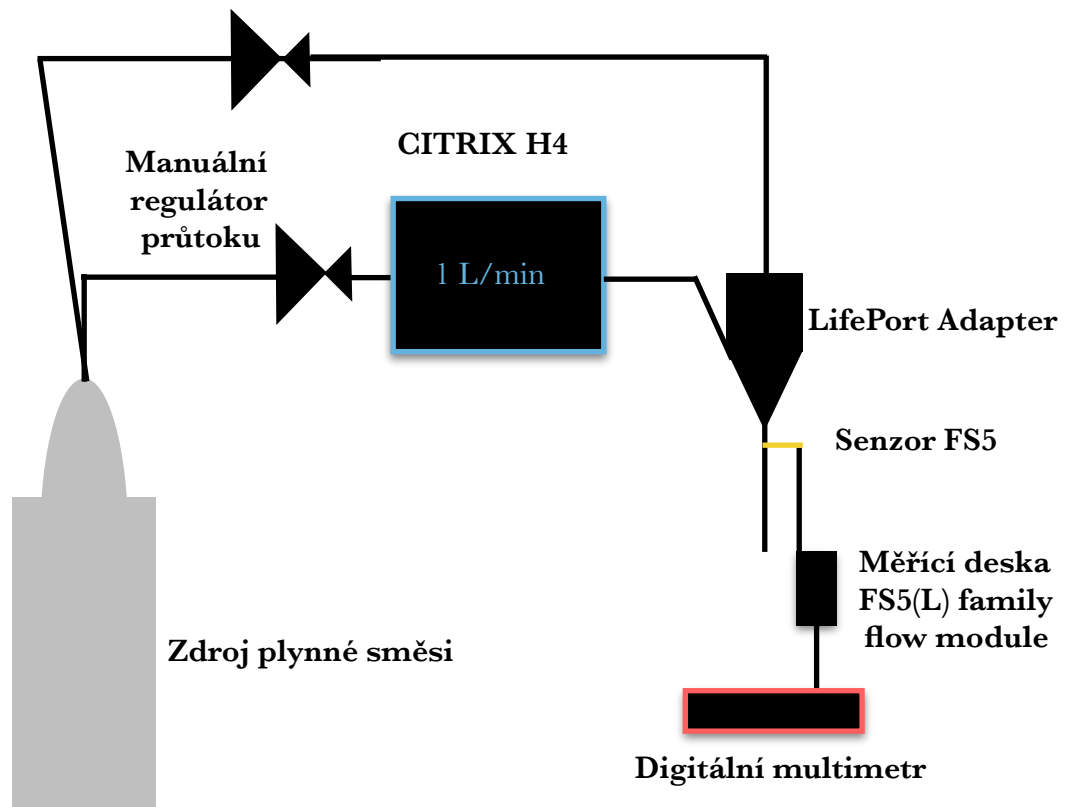 CITRIX H4
Manuální
regulátor
průtoku
1 L/min
LifePort Adapter
Senzor FS5
Měřící deska
FS5(L) family
flow module
Zdroj plynné směsi
Digitální multimetr